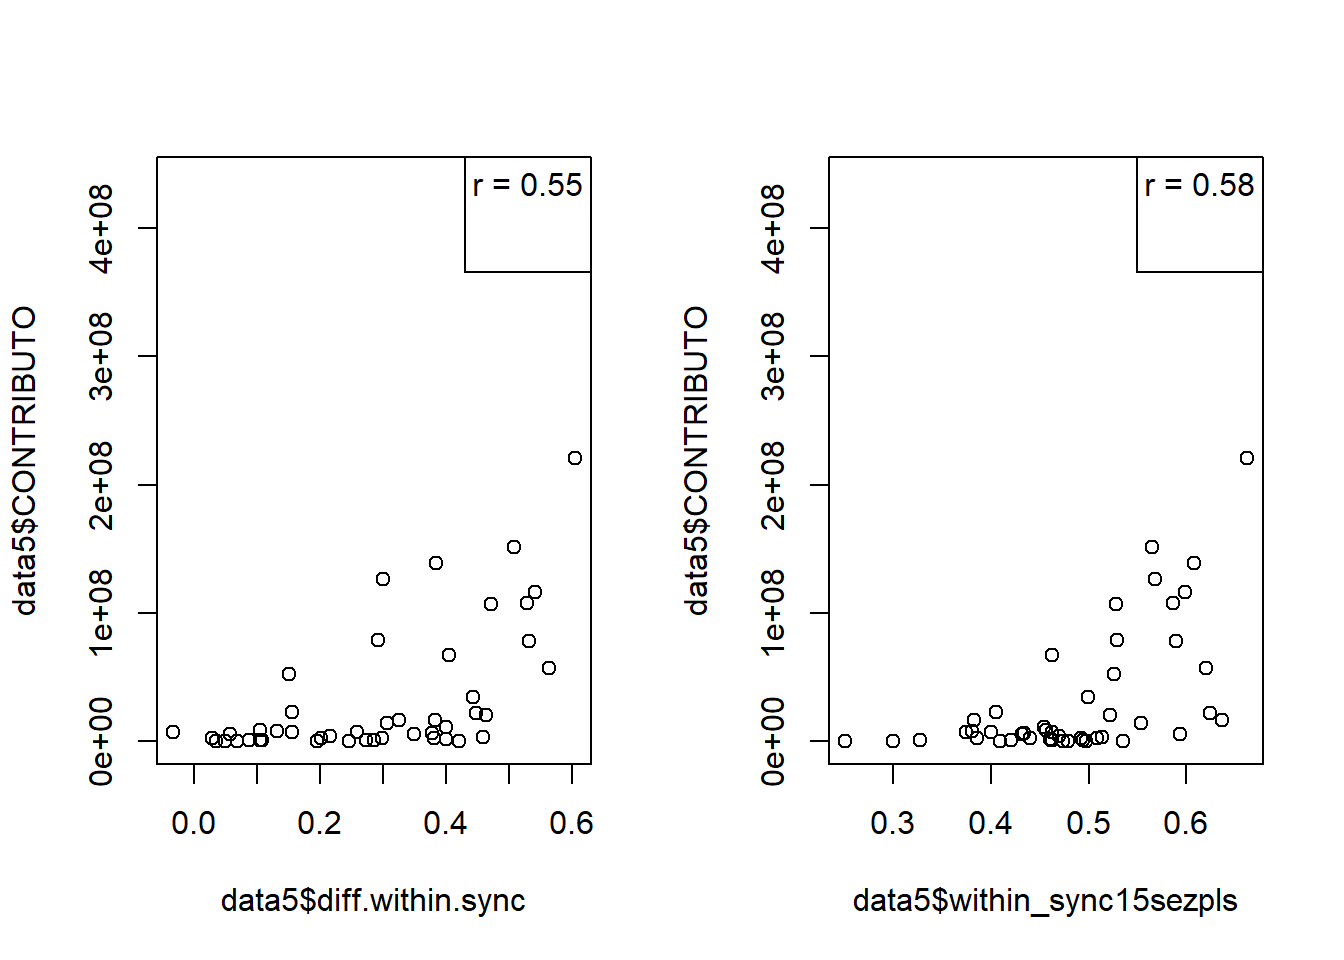 r = 0.55
data5$CONTRIBUTO
4e+08
3e+08
2e+08
1e+08
0e+00
0.0 0.2 0.4 0.6
data5$diff.within.sync
r = 0.58
data5$CONTRIBUTO
4e+08
3e+08
2e+08
1e+08
0e+00
0.3 0.4 0.5 0.6
data5$within_sync15sezpls